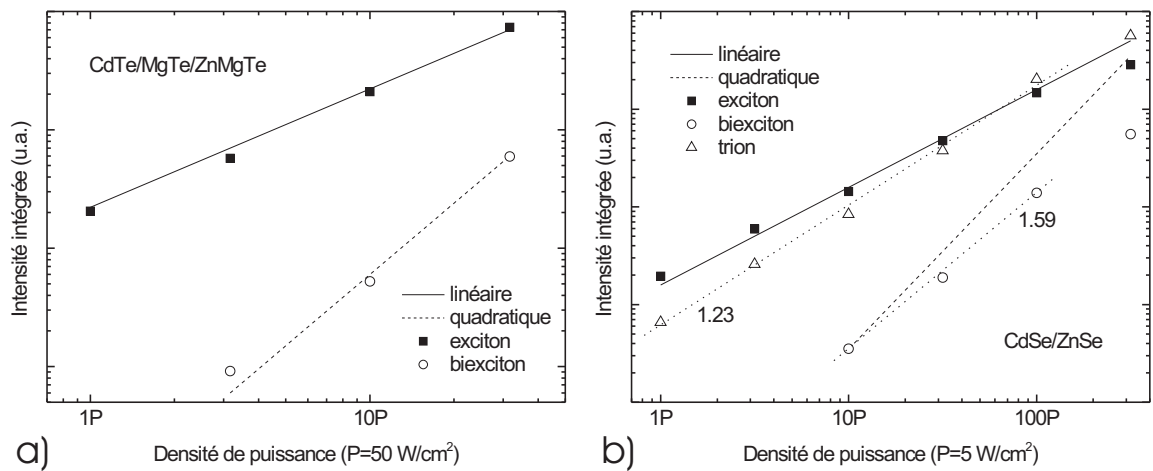 CdTe/MgTe/ZnMgTe
Intensité intégrée (u.a.)
linéaire
quadratique
exciton
biexciton
1P
10P
a)
Densité de puissance (P=50 W/cm²)
linéaire
quadratique
exciton
biexciton
trion
Intensité intégrée (u.a.)
1.59
1.23
CdSe/ZnSe
1P
10P
100P
b)
Densité de puissance (P=5 W/cm²)